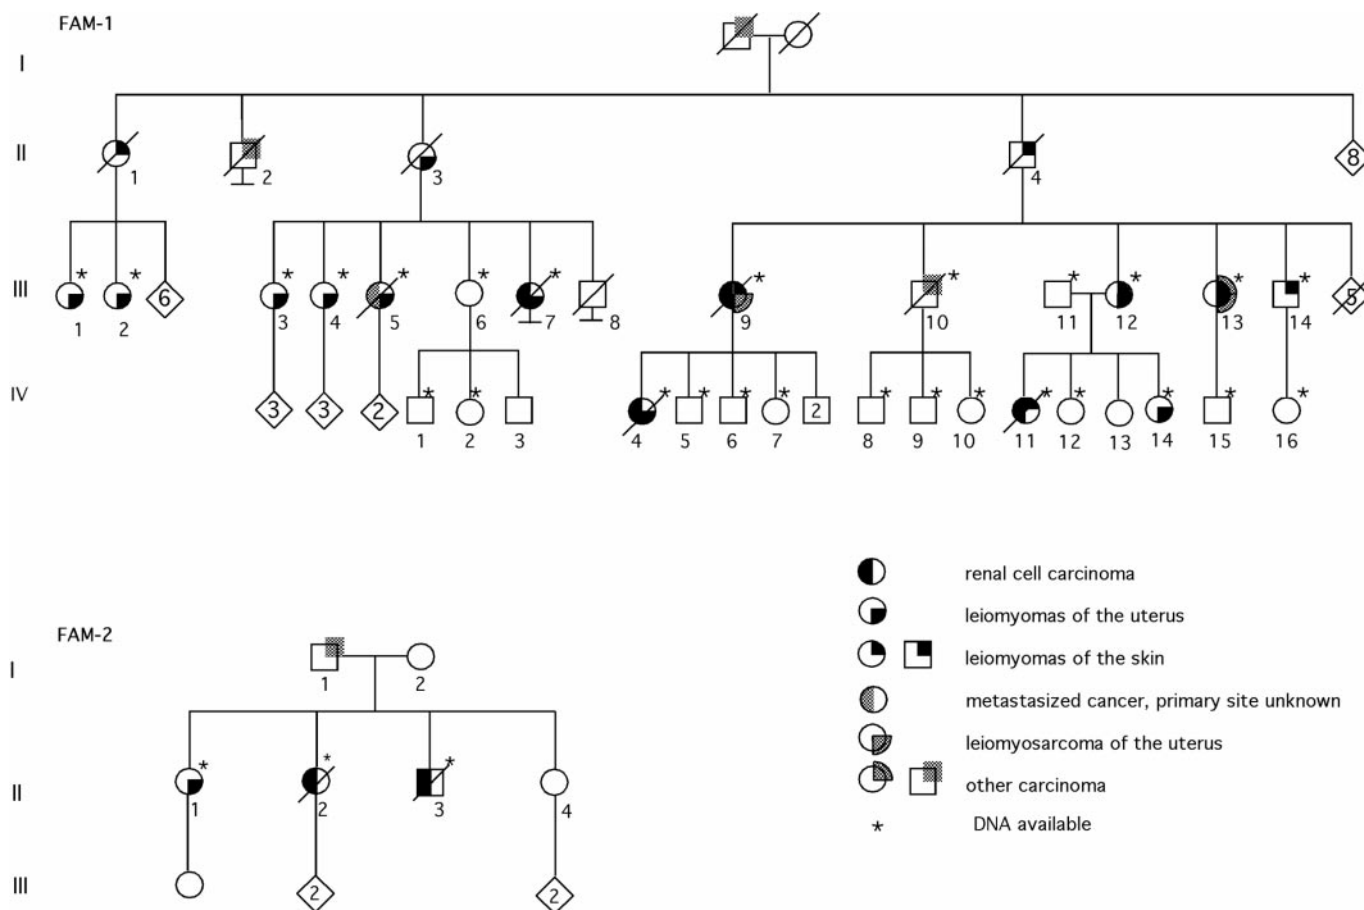 FAM-1
I
II
1
2
3
4
8
III
* * * * * * * * * * * * *
6 5
1 2 3 4 5 6 7 8 9 10 11 12 13 14
IV
3 3 2 * * * * * * 2 * * * * * * * *
1 2 3 4 5 6 7 8 9 10 11 12 13 14 15 16
renal cell carcinoma
FAM-2
leiomyomas of the uterus
I
1 2
leiomyomas of the skin
metastasized cancer, primary site unknown
leiomyosarcoma of the uterus
II
* * *
1 2 3 4
other carcinoma
* DNA available
III
2 2